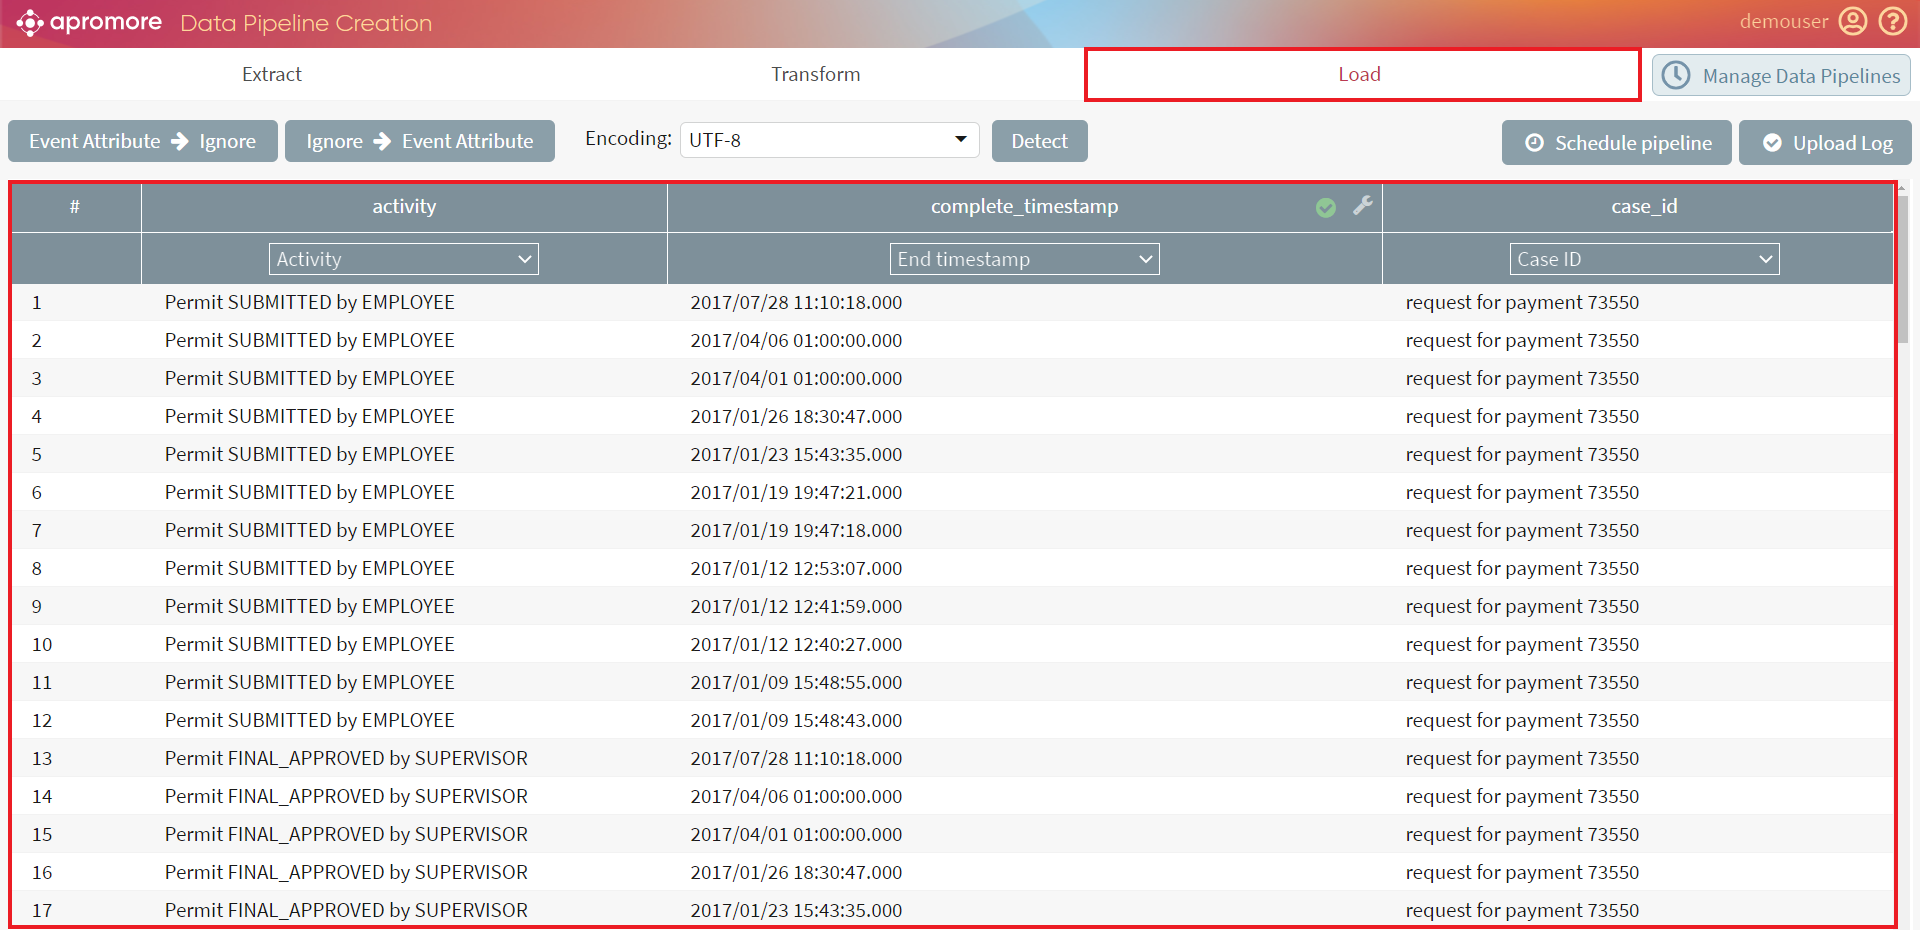 apromore Data Pipeline Creation demouser
Extract Transform Load Manage Data Pipelines
Event Attribute → Ignore Ignore → Event Attribute Encoding: UTF-8 Detect Schedule pipeline Upload Log
# activity complete_timestamp case_id
Activity End timestamp Case ID
1 Permit SUBMITTED by EMPLOYEE 2017/07/28 11:10:18.000 request for payment 73550
2 Permit SUBMITTED by EMPLOYEE 2017/04/06 01:00:00.000 request for payment 73550
3 Permit SUBMITTED by EMPLOYEE 2017/04/01 01:00:00.000 request for payment 73550
4 Permit SUBMITTED by EMPLOYEE 2017/01/26 18:30:47.000 request for payment 73550
5 Permit SUBMITTED by EMPLOYEE 2017/01/23 15:43:35.000 request for payment 73550
6 Permit SUBMITTED by EMPLOYEE 2017/01/19 19:47:21.000 request for payment 73550
7 Permit SUBMITTED by EMPLOYEE 2017/01/19 19:47:18.000 request for payment 73550
8 Permit SUBMITTED by EMPLOYEE 2017/01/12 12:53:07.000 request for payment 73550
9 Permit SUBMITTED by EMPLOYEE 2017/01/12 12:41:59.000 request for payment 73550
10 Permit SUBMITTED by EMPLOYEE 2017/01/12 12:40:27.000 request for payment 73550
11 Permit SUBMITTED by EMPLOYEE 2017/01/09 15:48:55.000 request for payment 73550
12 Permit SUBMITTED by EMPLOYEE 2017/01/09 15:48:43.000 request for payment 73550
13 Permit FINAL_APPROVED by SUPERVISOR 2017/07/28 11:10:18.000 request for payment 73550
14 Permit FINAL_APPROVED by SUPERVISOR 2017/04/06 01:00:00.000 request for payment 73550
15 Permit FINAL_APPROVED by SUPERVISOR 2017/04/01 01:00:00.000 request for payment 73550
16 Permit FINAL_APPROVED by SUPERVISOR 2017/01/26 18:30:47.000 request for payment 73550
17 Permit FINAL_APPROVED by SUPERVISOR 2017/01/23 15:43:35.000 request for payment 73550